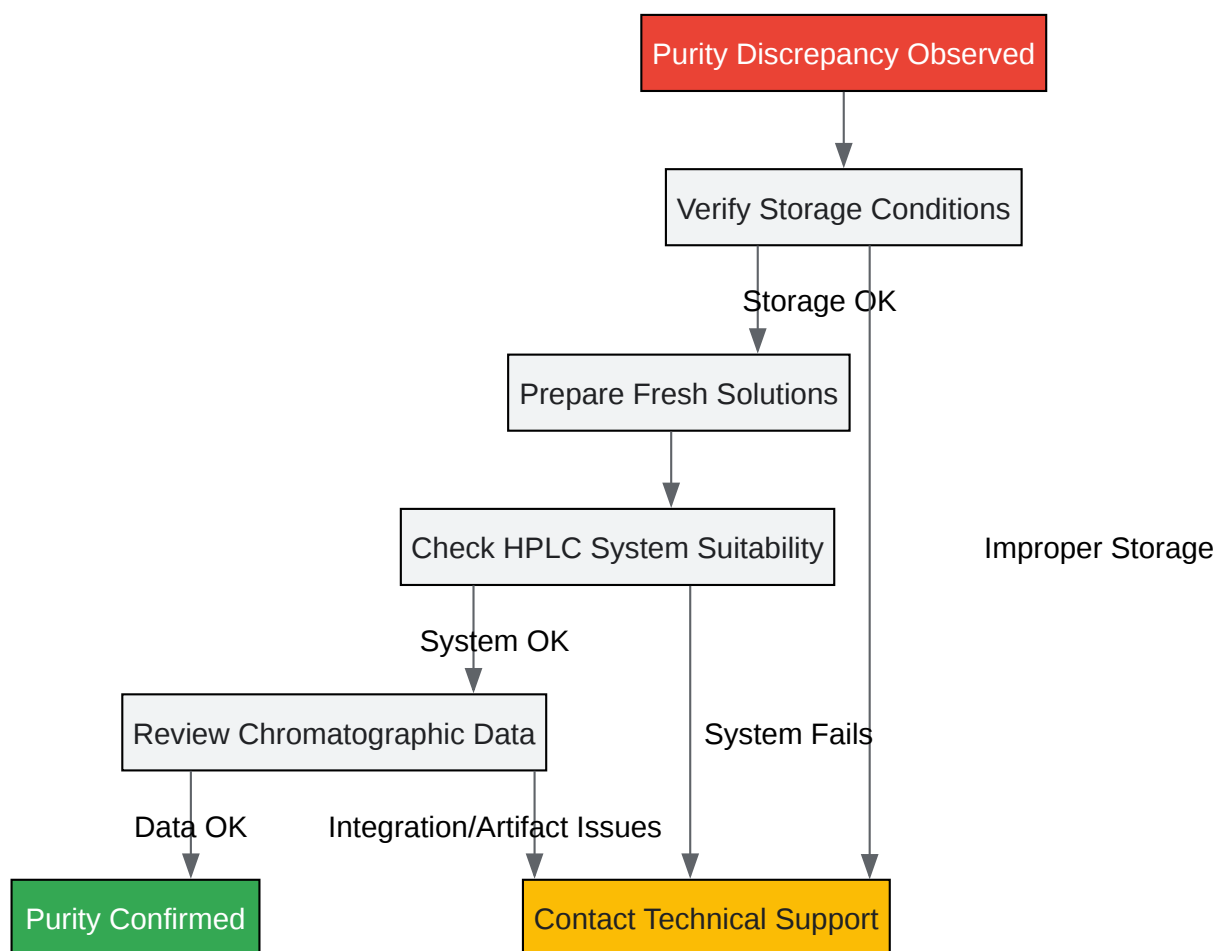 Purity Discrepancy Observed
Verify Storage Conditions
Storage OK
Prepare Fresh Solutions
Check HPLC System Suitability
Improper Storage
System OK
Review Chromatographic Data
System Fails
Data OK
Integration/Artifact Issues
Purity Confirmed
Contact Technical Support